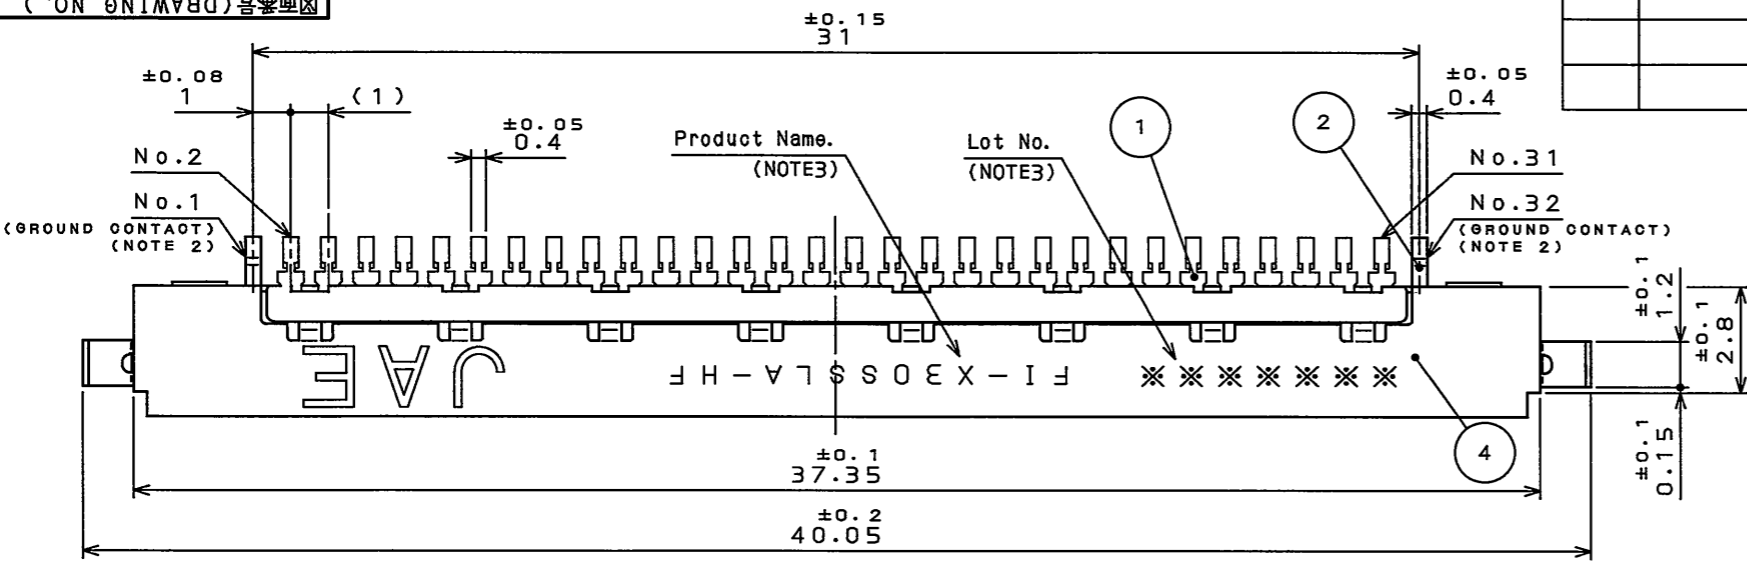 図面番号(DRAWING NO. )
±0.15
31
±0.08
1
(1)
±0.05
0.4
±0.05
0.4
1
2
Product Name.
(NOTE3)
Lot No.
(NOTE3)
No.2
No.1
(GROUND CONTACT)
(NOTE 2)
No.31
No.32
(GROUND CONTACT)
(NOTE 2)
±0.1
1.2
±0.1
2.8
±0.1
0.15
JAE
FI-X30SSLA-HF
※※※※※※※
4
±0.1
37.35
±0.2
40.05